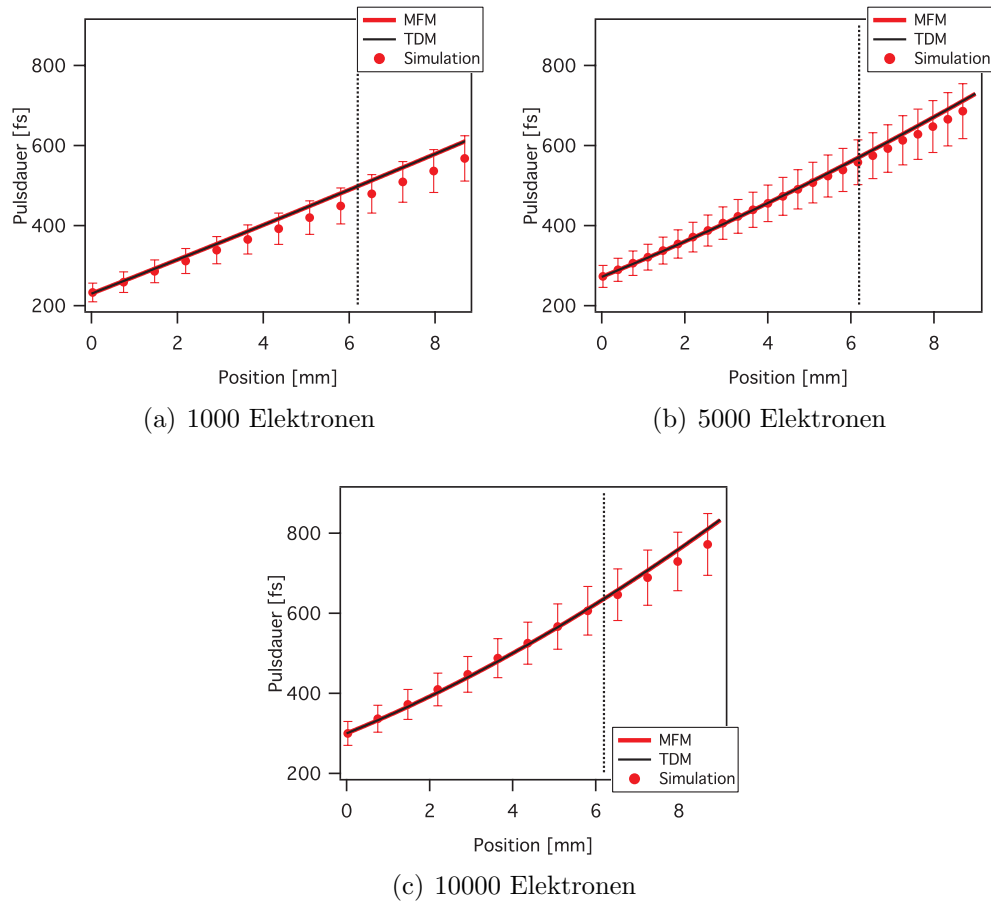 MFM
TDM
Simulation
800
600
400
200
Pulsdauer [fs]
0 2 4 6 8
Position [mm]
(a) 1000 Elektronen
MFM
TDM
Simulation
800
600
400
200
Pulsdauer [fs]
0 2 4 6 8
Position [mm]
(b) 5000 Elektronen
800
600
400
200
Pulsdauer [fs]
MFM
TDM
Simulation
0 2 4 6 8
Position [mm]
(c) 10000 Elektronen